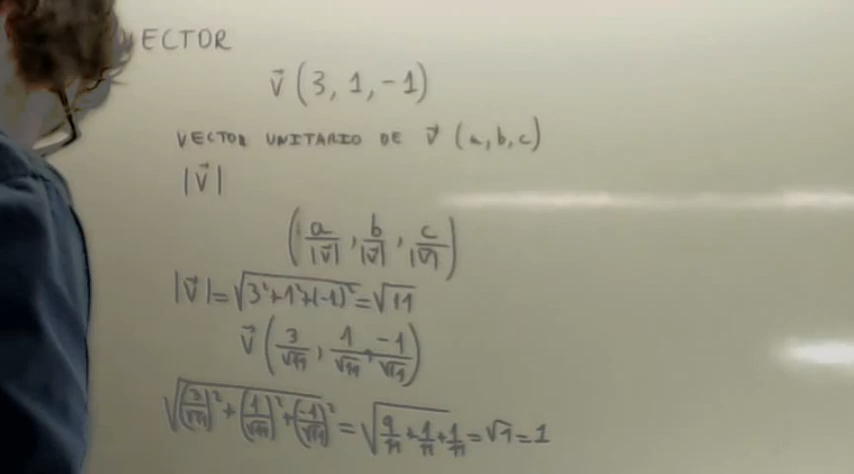 VECTOR
v⃗ (3, 1, -1)
VECTOR UNITARIO DE v⃗ (a, b, c)
|v⃗|
(a/|v⃗|, b/|v⃗|, c/|v⃗|)
|v⃗| = √(3² + 1² + (-1)²) = √11
v⃗ (3/√11, 1/√11, -1/√11)
√((3/√11)² + (1/√11)² + (-1/√11)²) = √(9/11 + 1/11 + 1/11) = √1 = 1